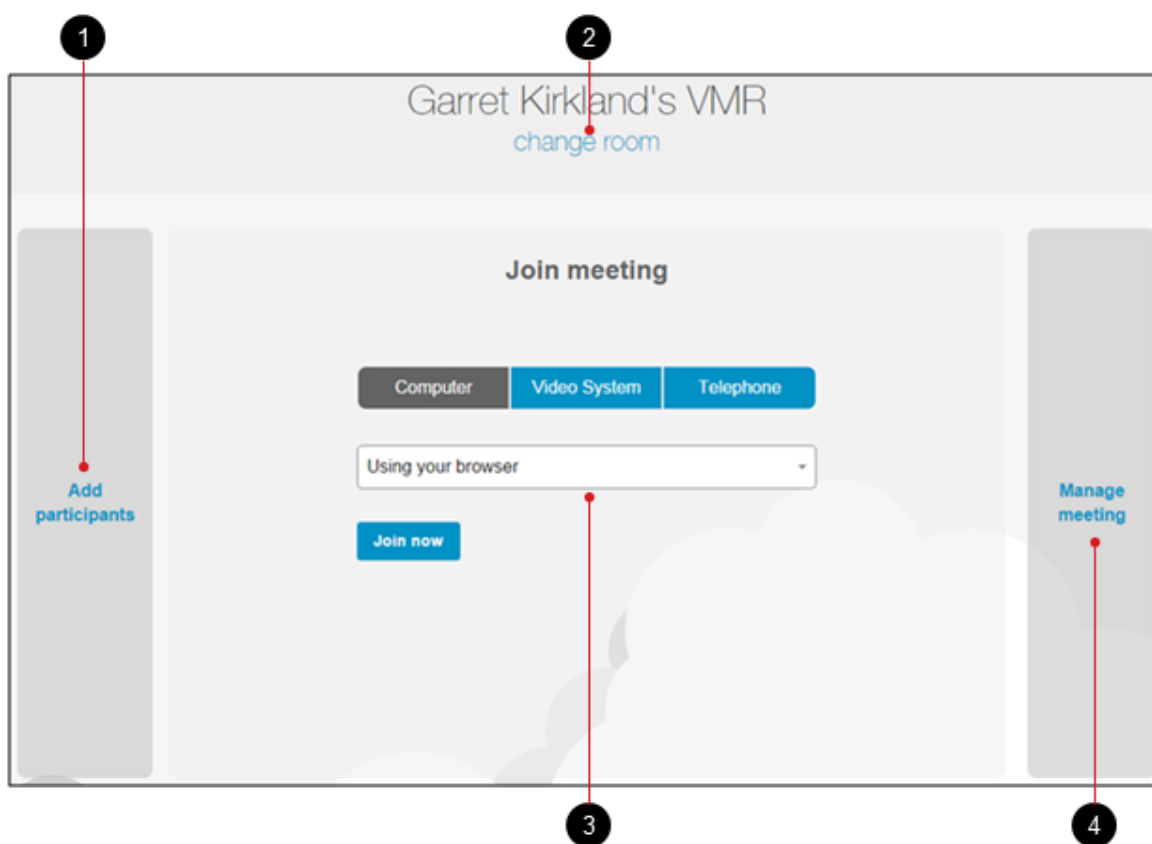 1
2
Garret Kirkland's VMR
change room
Join meeting
Computer
Video System
Telephone
Using your browser
Join now
Add
participants
Manage
meeting
3
4